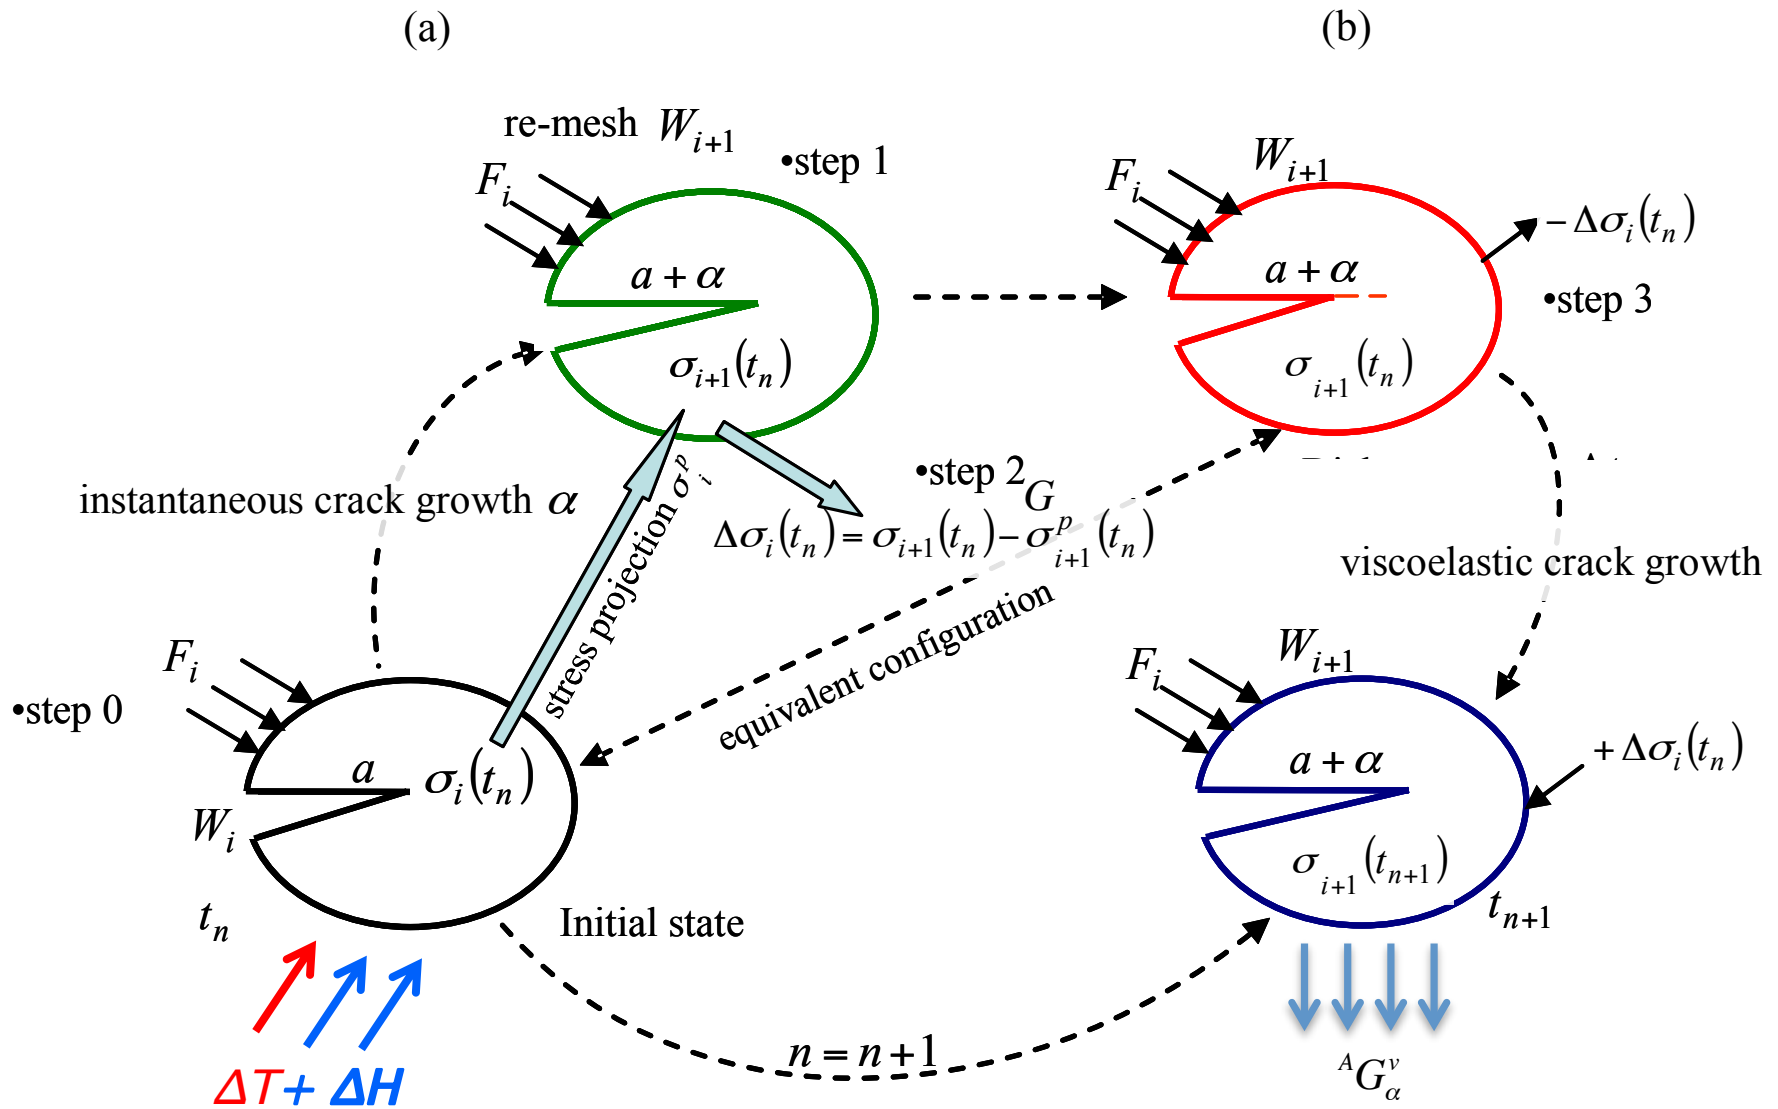 (a)
(b)
re-mesh W_{i+1}
•step 1
F_i
a + α
σ_{i+1}(t_n)
W_{i+1}
F_i
−Δσ_i(t_n)
a + α
•step 3
σ_{i+1}(t_n)
instantaneous crack growth α
stress projection σ_i^p
•step 2
G
Δσ_i(t_n) = σ_{i+1}(t_n) − σ_{i+1}^p(t_n)
equivalent configuration
viscoelastic crack growth
F_i
•step 0
a
σ_i(t_n)
W_i
t_n
Initial state
ΔT + ΔH
n = n+1
W_{i+1}
F_i
a + α
+ Δσ_i(t_n)
σ_{i+1}(t_{n+1})
t_{n+1}
^A G_α^v